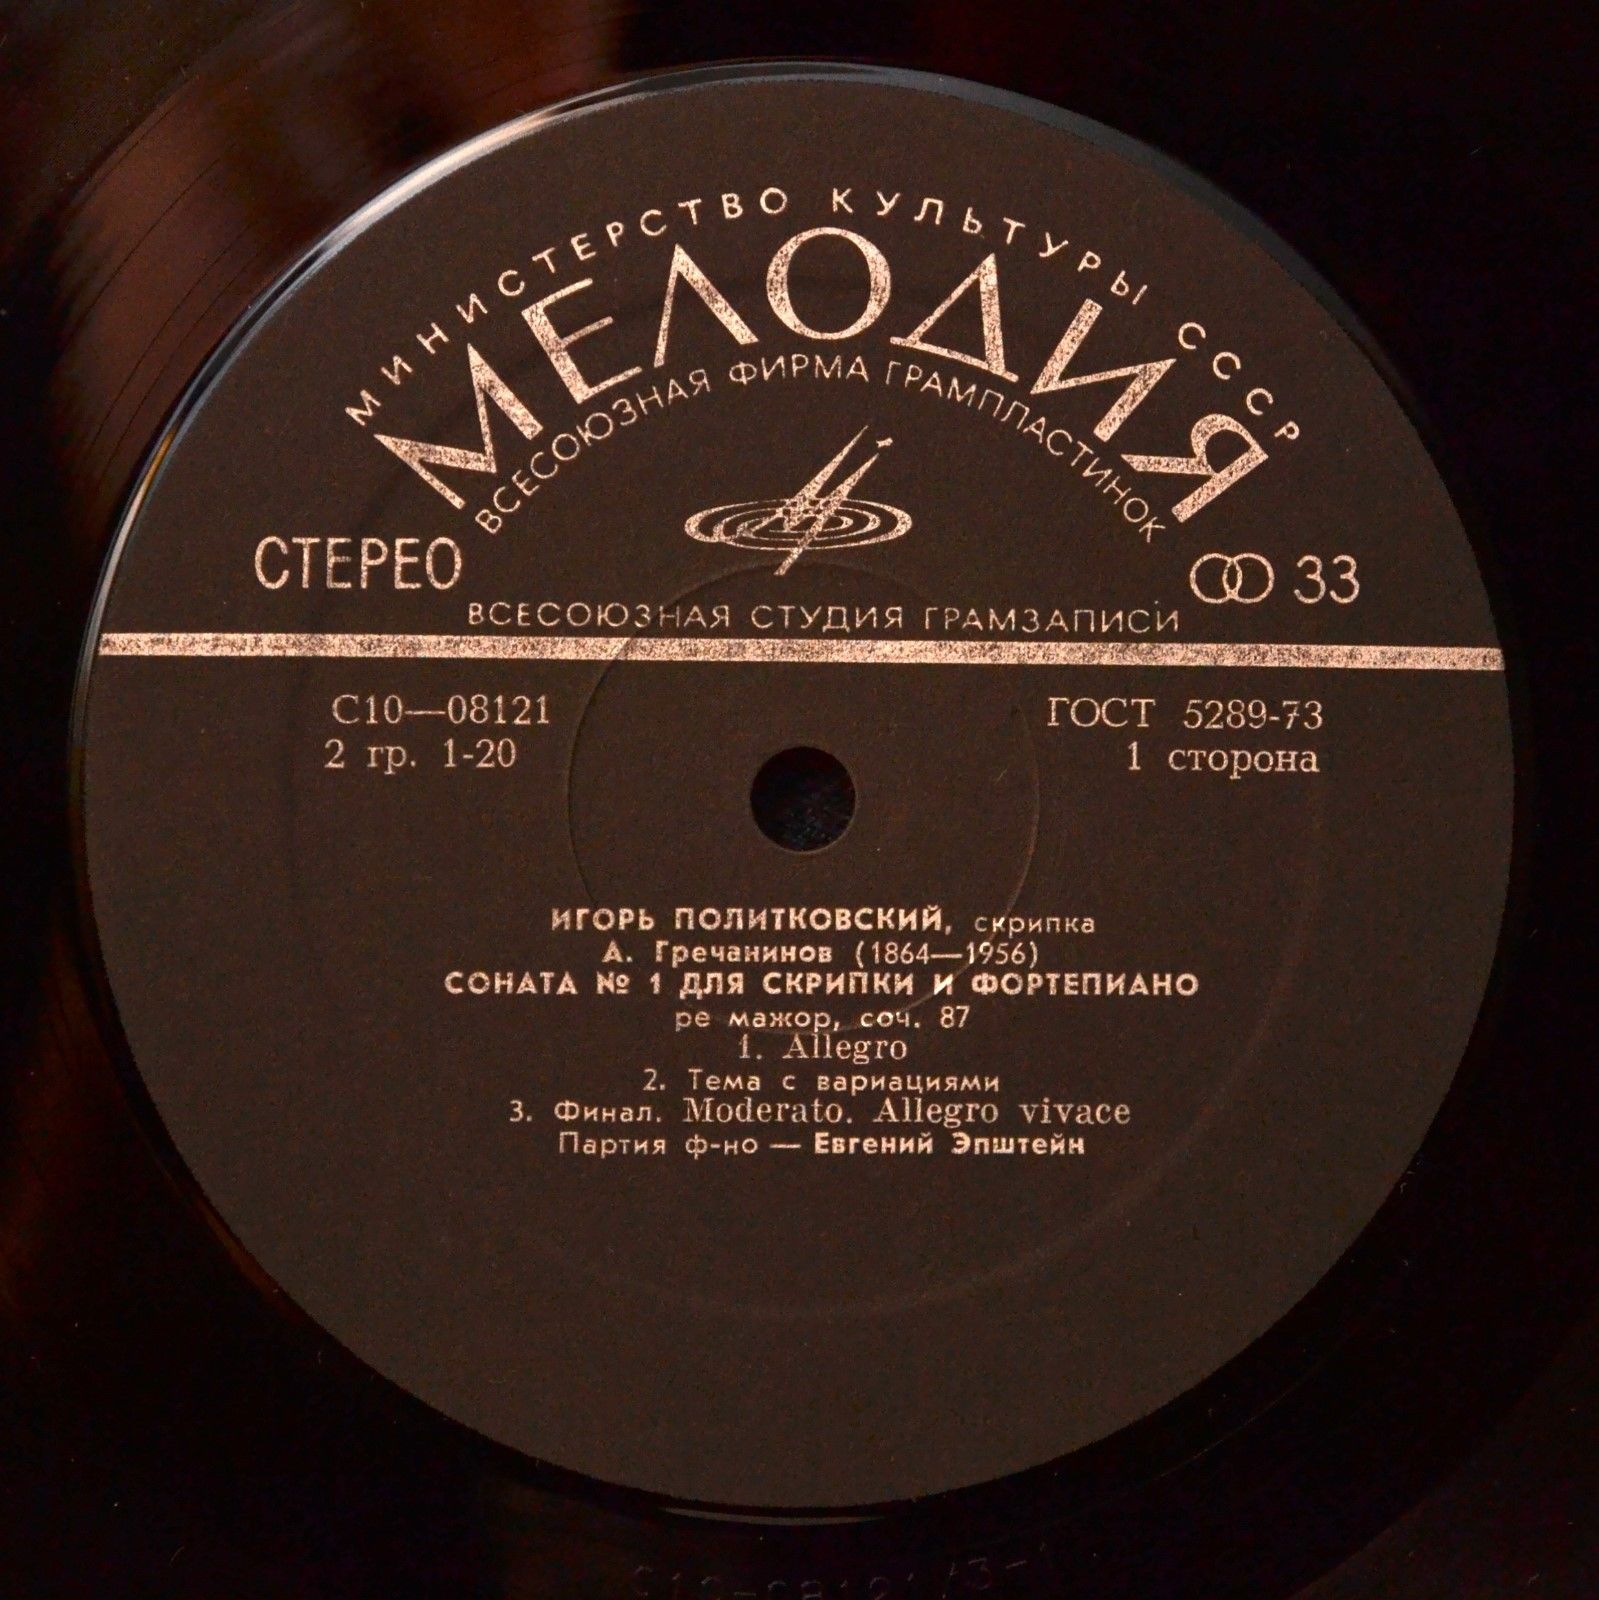 МИНИСТЕРСТВО КУЛЬТУРЫ СССР
МЕЛОДИЯ
ВСЕСОЮЗНАЯ ФИРМА ГРАМПЛАСТИНОК
СТЕРЕО
33
ВСЕСОЮЗНАЯ СТУДИЯ ГРАМЗАПИСИ
С10—08121
ГОСТ 5289-73
2 гр. 1-20
1 сторона
ИГОРЬ ПОЛИТКОВСКИЙ, скрипка
А. Гречанинов (1864—1956)
СОНАТА № 1 ДЛЯ СКРИПКИ И ФОРТЕПИАНО
ре мажор, соч. 87
1. Allegro
2. Тема с вариациями
3. Финал. Moderato. Allegro vivace
Партия ф-но — Евгений Эпштейн